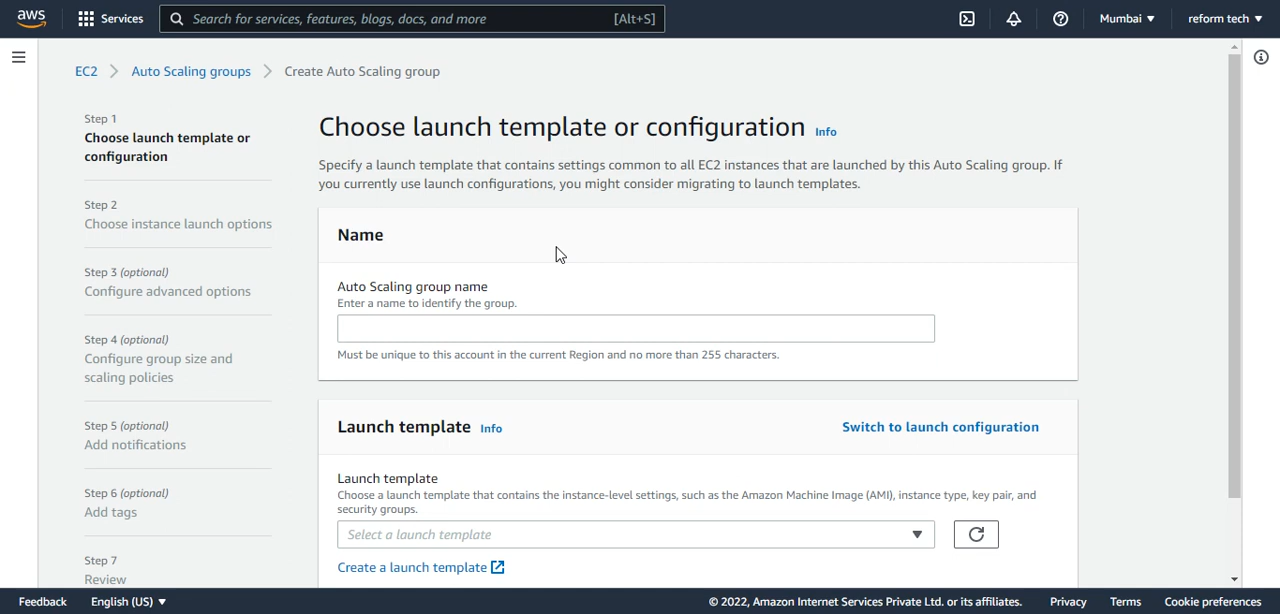 aws Services Search for services, features, blogs, docs, and more [Alt+S] Mumbai ▼ reform tech ▼
EC2 > Auto Scaling groups > Create Auto Scaling group
Step 1
Choose launch template or
configuration
Step 2
Choose instance launch options
Step 3 (optional)
Configure advanced options
Step 4 (optional)
Configure group size and
scaling policies
Step 5 (optional)
Add notifications
Step 6 (optional)
Add tags
Step 7
Review
Choose launch template or configuration Info
Specify a launch template that contains settings common to all EC2 instances that are launched by this Auto Scaling group. If
you currently use launch configurations, you might consider migrating to launch templates.
Name
Auto Scaling group name
Enter a name to identify the group.
Must be unique to this account in the current Region and no more than 255 characters.
Launch template Info Switch to launch configuration
Launch template
Choose a launch template that contains the instance-level settings, such as the Amazon Machine Image (AMI), instance type, key pair, and
security groups.
Select a launch template
Create a launch template
Feedback English (US) ▼ © 2022, Amazon Internet Services Private Ltd. or its affiliates. Privacy Terms Cookie preferences